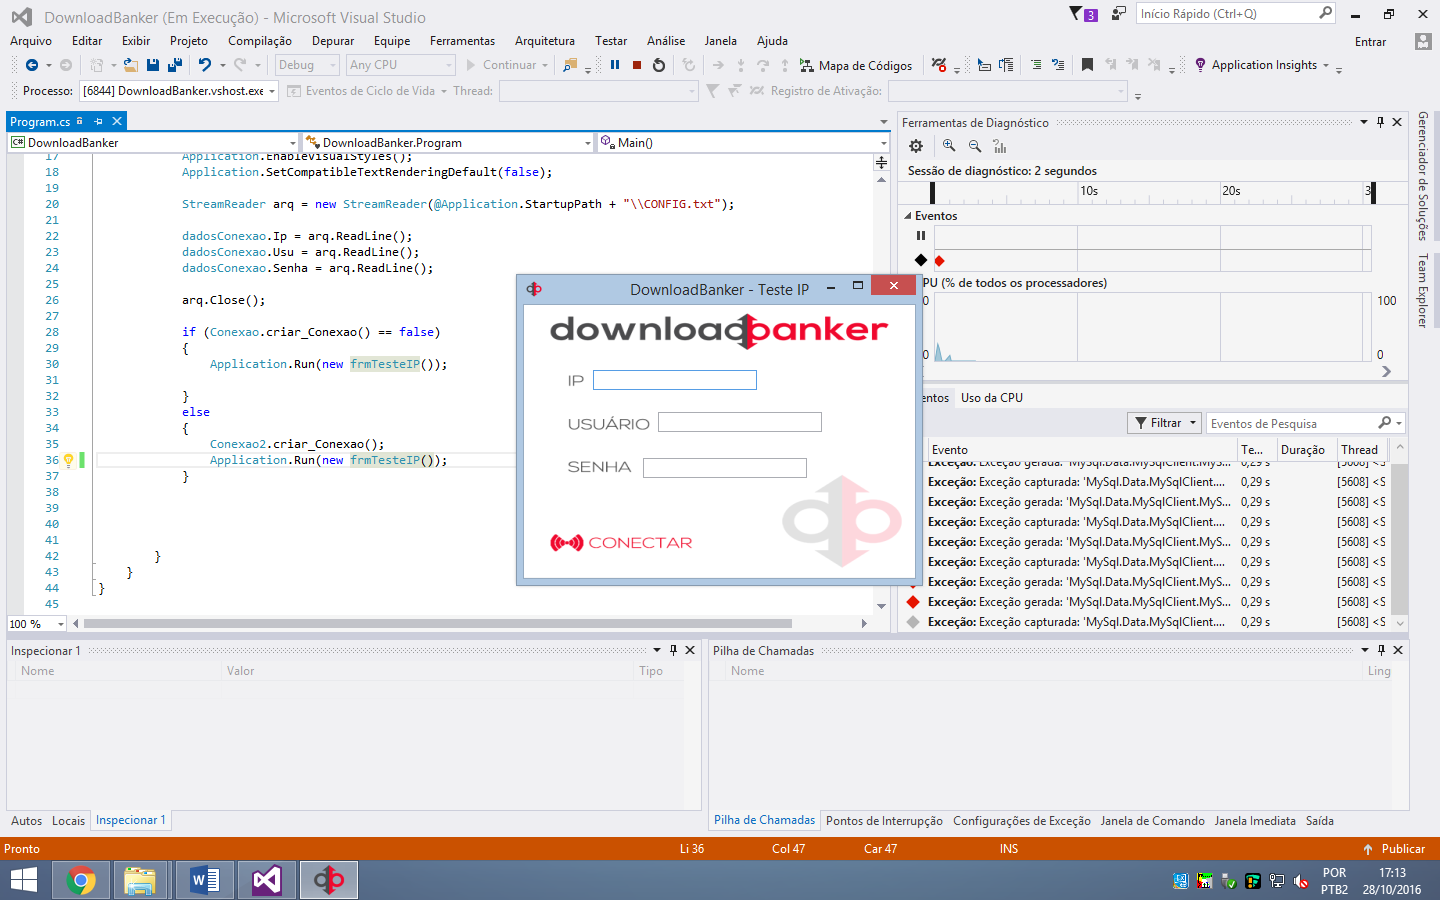 DownloadBanker (Em Execução) - Microsoft Visual Studio
3
Início Rápido (Ctrl+Q)
Arquivo Editar Exibir Projeto Compilação Depurar Equipe Ferramentas Arquitetura Testar Análise Janela Ajuda
Entrar
Debug Any CPU Continuar Mapa de Códigos Application Insights
Processo: [6844] DownloadBanker.vshost.exe Eventos de Ciclo de Vida Thread: Registro de Ativação:
Program.cs
DownloadBanker DownloadBanker.Program Main()
17 Application.EnableVisualStyles();
18 Application.SetCompatibleTextRenderingDefault(false);
19
20 StreamReader arq = new StreamReader(@Application.StartupPath + "\\CONFIG.txt");
21
22 dadosConexao.Ip = arq.ReadLine();
23 dadosConexao.Usu = arq.ReadLine();
24 dadosConexao.Senha = arq.ReadLine();
25
26 arq.Close();
27
28 if (Conexao.criar_Conexao() == false)
29 {
30 Application.Run(new frmTesteIP());
31
32 }
33 else
34 {
35 Conexao2.criar_Conexao();
36 Application.Run(new frmTesteIP());
37 }
38
39
40
41
42 }
43 }
44 }
45
100 %
DownloadBanker - Teste IP
downloadbanker
IP
USUÁRIO
SENHA
CONECTAR
Ferramentas de Diagnóstico
Sessão de diagnóstico: 2 segundos
10s 20s 3
Eventos
PU (% de todos os processadores)
0 100
0 0
entos Uso da CPU
Filtrar Eventos de Pesquisa
Evento Te... Duração Thread
Exceção: Exceção gerada: 'MySql.Data.MySqlClient.MyS... 0,29 s [5608] <S
Exceção: Exceção capturada: 'MySql.Data.MySqlClient.... 0,29 s [5608] <S
Exceção: Exceção gerada: 'MySql.Data.MySqlClient.MyS... 0,29 s [5608] <S
Exceção: Exceção capturada: 'MySql.Data.MySqlClient.... 0,29 s [5608] <S
Exceção: Exceção gerada: 'MySql.Data.MySqlClient.MyS... 0,29 s [5608] <S
Exceção: Exceção capturada: 'MySql.Data.MySqlClient.... 0,29 s [5608] <S
Exceção: Exceção gerada: 'MySql.Data.MySqlClient.MyS... 0,29 s [5608] <S
Exceção: Exceção gerada: 'MySql.Data.MySqlClient.MyS... 0,29 s [5608] <S
Exceção: Exceção capturada: 'MySql.Data.MySqlClient.... 0,29 s [5608] <S
Gerenciador de Soluções
Team Explorer
Inspecionar 1
Nome Valor Tipo
Autos Locais Inspecionar 1
Pilha de Chamadas
Nome Ling
Pilha de Chamadas Pontos de Interrupção Configurações de Exceção Janela de Comando Janela Imediata Saída
Pronto Li 36 Col 47 Car 47 INS Publicar
POR
PTB2
17:13
28/10/2016